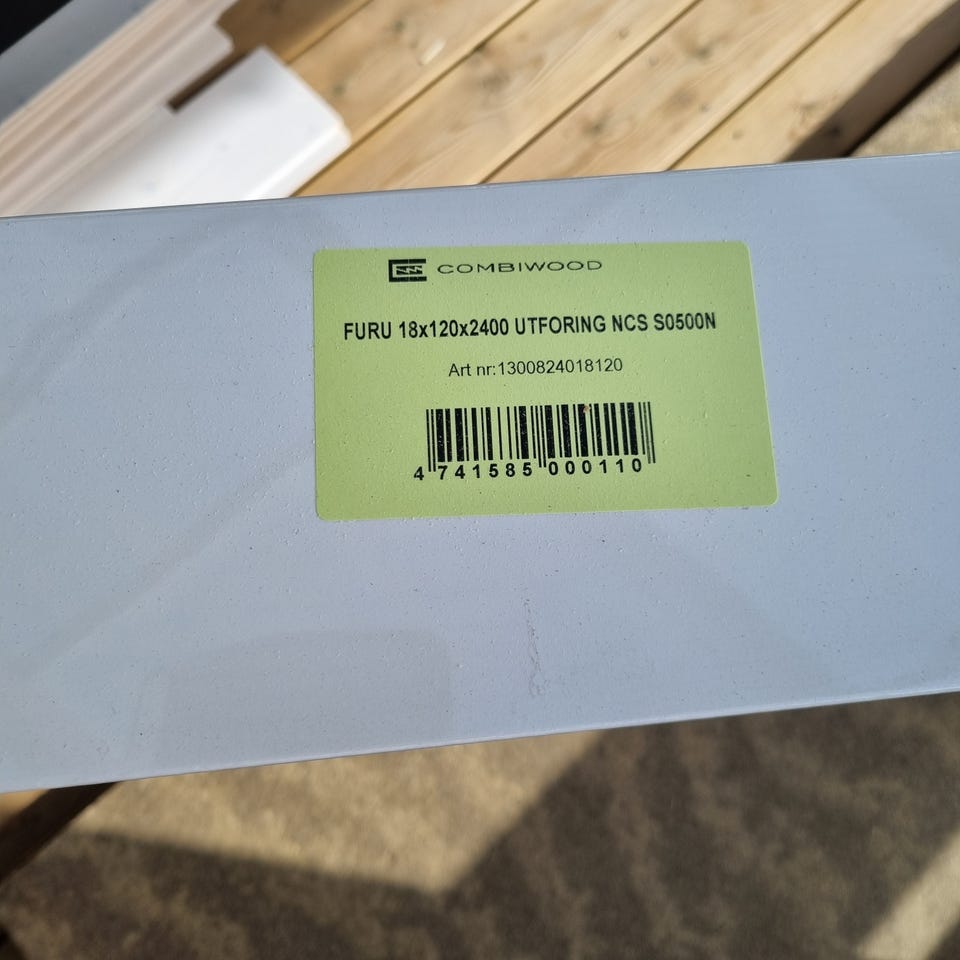 COMBIWOOD
FURU 18x120x2400 UTFORING NCS S0500N
Art nr:1300824018120
4 741585 000110